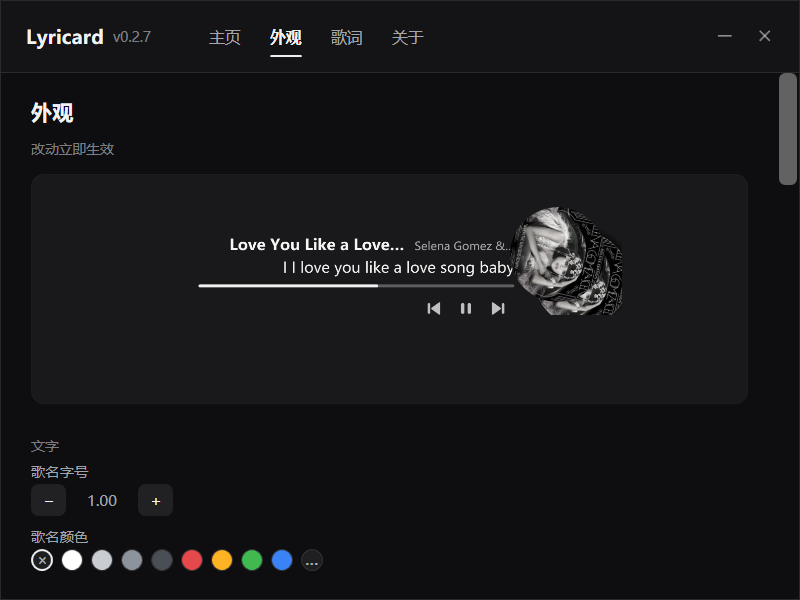 Lyricard v0.2.7 主页 外观 歌词 关于
外观
改动立即生效
Love You Like a Love... Selena Gomez &...
I I love you like a love song baby
文字
歌名字号
− 1.00 +
歌名颜色
...